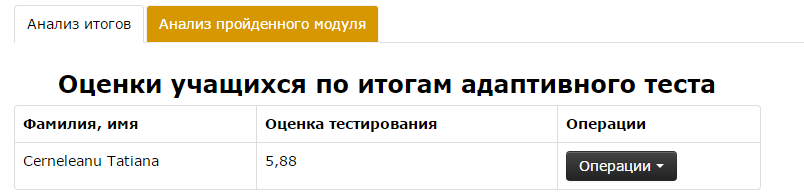 Анализ итогов Анализ пройденного модуля
Оценки учащихся по итогам адаптивного теста
Фамилия, имя Оценка тестирования Операции
Cerneleanu Tatiana 5,88 Операции